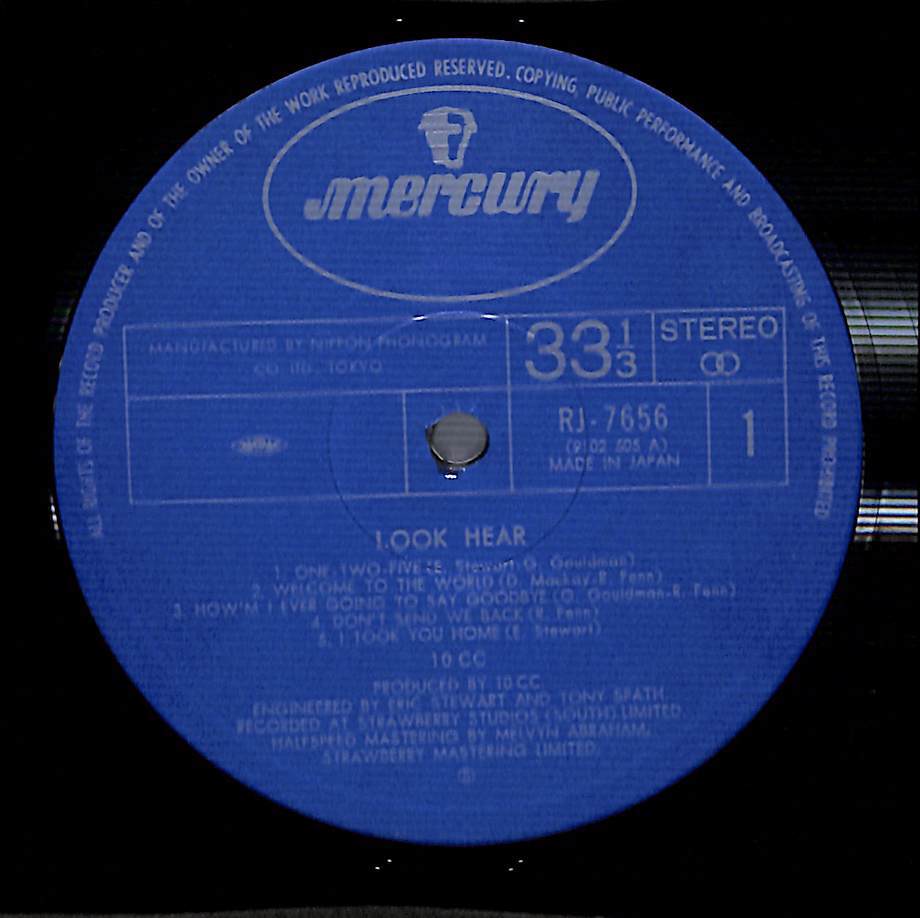 ALL RIGHTS OF THE RECORD PRODUCER AND OF THE OWNER OF THE WORK REPRODUCED RESERVED. COPYING, PUBLIC PERFORMANCE AND BROADCASTING OF THIS RECORD PROHIBITED
mercury
MANUFACTURED BY NIPPON PHONOGRAM
CO. LTD., TOKYO
33 1/3
STEREO
RJ-7656
(9102 505 A)
MADE IN JAPAN
1
LOOK HEAR
1. ONE TWO FIVE (E. Stewart-G. Gouldman)
2. WELCOME TO THE WORLD (D. Mackay-R. Fenn)
3. HOW'M I EVER GOING TO SAY GOODBYE (G. Gouldman-R. Fenn)
4. DON'T SEND WE BACK (R. Fenn)
5. I TOOK YOU HOME (E. Stewart)
10 CC
PRODUCED BY 10 CC
ENGINEERED BY ERIC STEWART AND TONY SPATH.
RECORDED AT STRAWBERRY STUDIOS (SOUTH) LIMITED.
HALFSPEED MASTERING BY MELVYN ABRAHAMS,
STRAWBERRY MASTERING LIMITED.